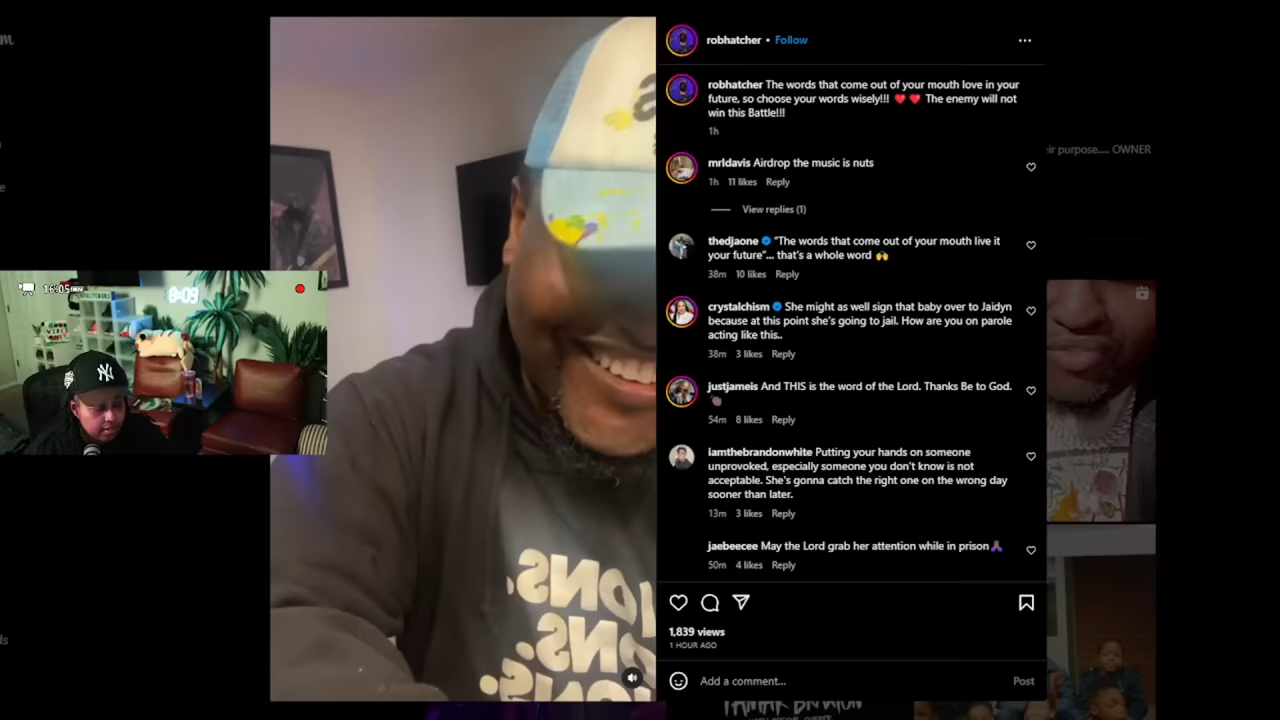 robhatcher • Follow
robhatcher The words that come out of your mouth love in your
future, so choose your words wisely!!! ❤️ ❤️ The enemy will not
win this Battle!!!
1h
eir purpose..... OWNER
mrldavis Airdrop the music is nuts
1h 11 likes Reply
View replies (1)
thedjaone "The words that come out of your mouth live it
your future"... that's a whole word 🙌
38m 10 likes Reply
16:05
8:09
crystalchism She might as well sign that baby over to Jaidyn
because at this point she's going to jail. How are you on parole
acting like this..
38m 3 likes Reply
NY
justjameis And THIS is the word of the Lord. Thanks Be to God.
54m 8 likes Reply
iamthebrandonwhite Putting your hands on someone
unprovoked, especially someone you don't know is not
acceptable. She's gonna catch the right one on the wrong day
sooner than later.
13m 3 likes Reply
jaebeecee May the Lord grab her attention while in prison🙏🏾
50m 4 likes Reply
1,839 views
1 HOUR AGO
Add a comment... Post